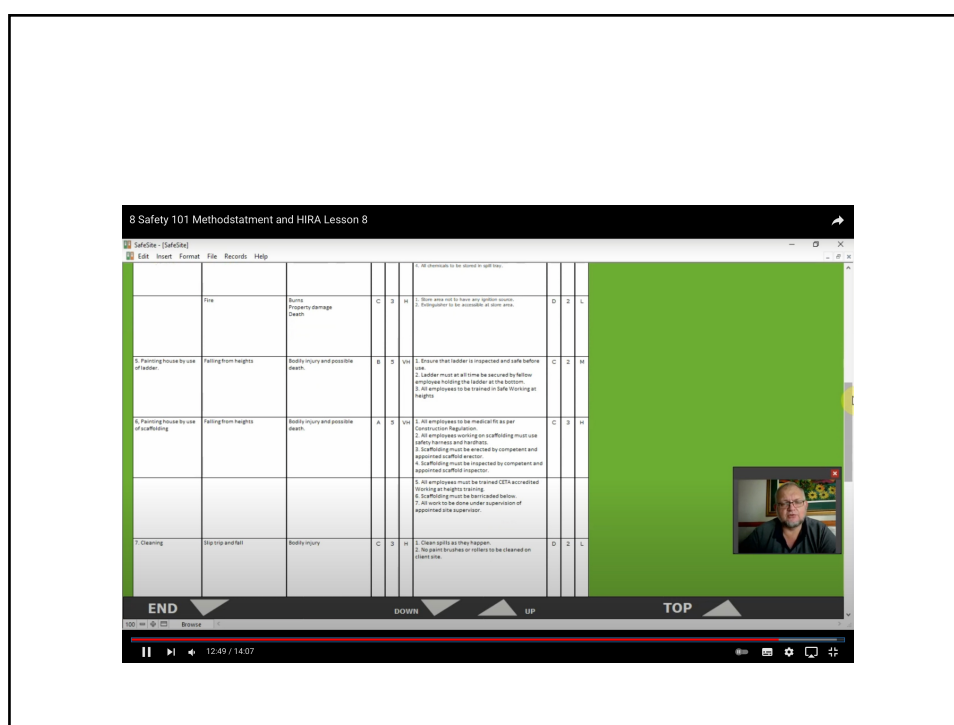 8 Safety 101 Methodstatment and HIRA Lesson 8
SafeSite - [SafeSite]
Edit Insert Format File Records Help
3. All chemicals to be stored in spill tray.
Fire
Burns
Property damage
Death
C 3 H
1. Store area not to have any ignition source.
2. Extinguisher to be accessible at store area.
D 2 L
5. Painting house by use
of ladder.
Falling from heights
Bodily injury and possible
death.
B 5 VH
1. Ensure that ladder is inspected and safe before
use.
2. Ladder must at all time be secured by fellow
employee holding the ladder at the bottom.
3. All employees to be trained in Safe Working at
heights
C 2 M
6, Painting house by use
of scaffolding
Falling from heights
Bodily injury and possible
death.
A 5 VH
1. All employees to be medical fit as per
Construction Regulation.
2. All employees working on scaffolding must use
safety harness and hardhats.
3. Scaffolding must be erected by competent and
appointed scaffold erector.
4. Scaffolding must be inspected by competent and
appointed scaffold inspector.
C 3 H
5. All employees must be trained CETA accredited
Working at heights training.
6. Scaffolding must be barricaded below.
7. All work to be done under supervision of
appointed site supervisor.
7. Cleaning
Slip trip and fall
Bodily injury
C 3 H
1. Clean spills as they happen.
2. No paint brushes or rollers to be cleaned on
client site.
D 2 L
END DOWN UP TOP
100 Browse
12:49 / 14:07